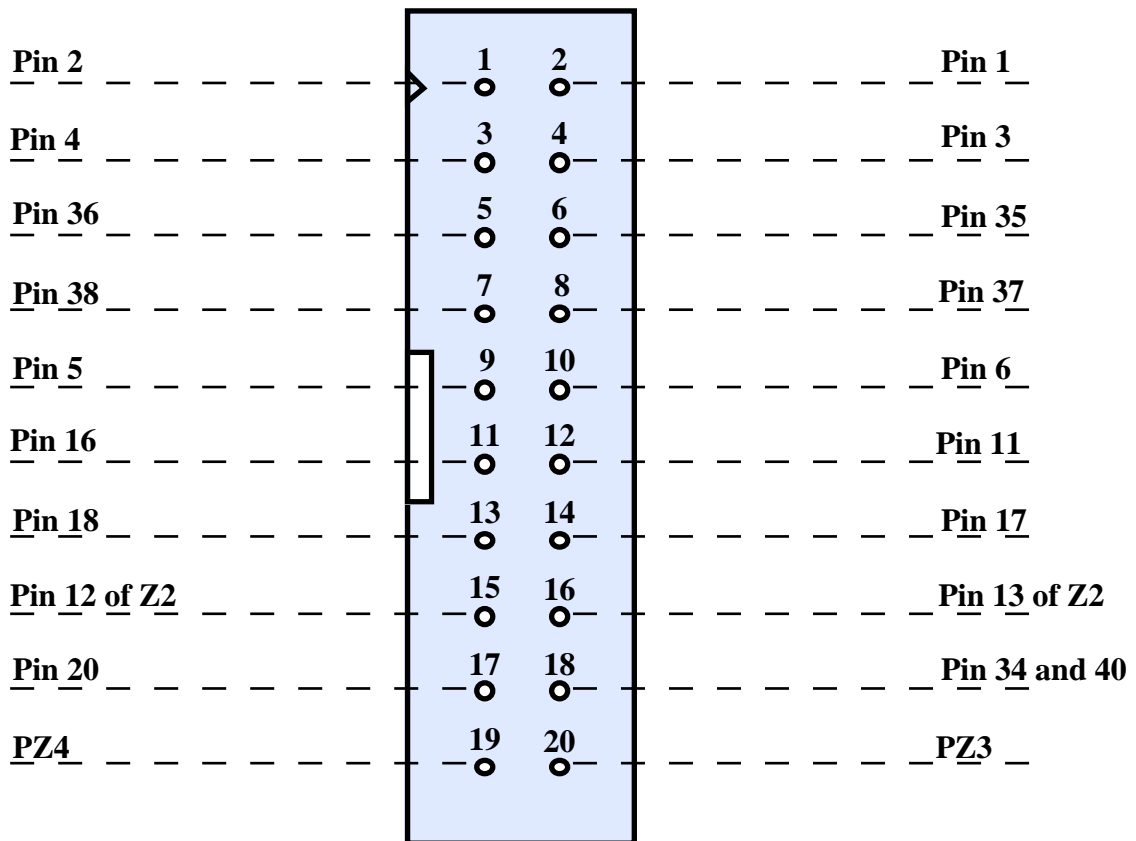 Pin 2 1 2 Pin 1
Pin 4 3 4 Pin 3
Pin 36 5 6 Pin 35
Pin 38 7 8 Pin 37
Pin 5 9 10 Pin 6
Pin 16 11 12 Pin 11
Pin 18 13 14 Pin 17
Pin 12 of Z2 15 16 Pin 13 of Z2
Pin 20 17 18 Pin 34 and 40
PZ4 19 20 PZ3